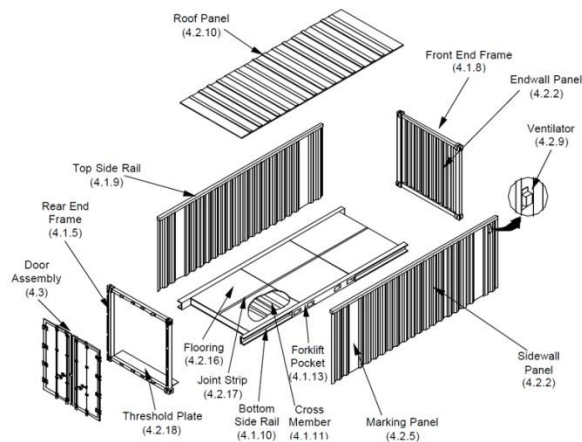 Roof Panel
(4.2.10)
Front End Frame
(4.1.8)
Endwall Panel
(4.2.2)
Ventilator
(4.2.9)
Top Side Rail
(4.1.9)
Rear End
Frame
(4.1.5)
Door
Assembly
(4.3)
Flooring
(4.2.16)
Joint Strip
(4.2.17)
Threshold Plate
(4.2.18)
Bottom
Side Rail
(4.1.10)
Cross
Member
(4.1.11)
Forklift
Pocket
(4.1.13)
Marking Panel
(4.2.5)
Sidewall
Panel
(4.2.2)